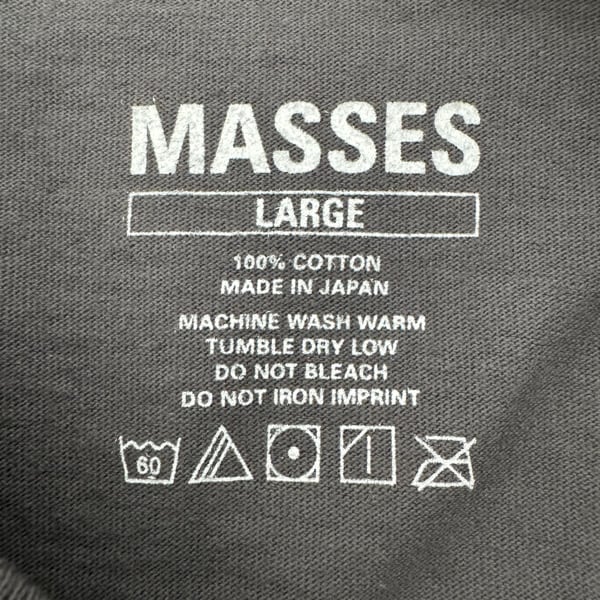 MASSES
LARGE
100% COTTON
MADE IN JAPAN
MACHINE WASH WARM
TUMBLE DRY LOW
DO NOT BLEACH
DO NOT IRON IMPRINT
60